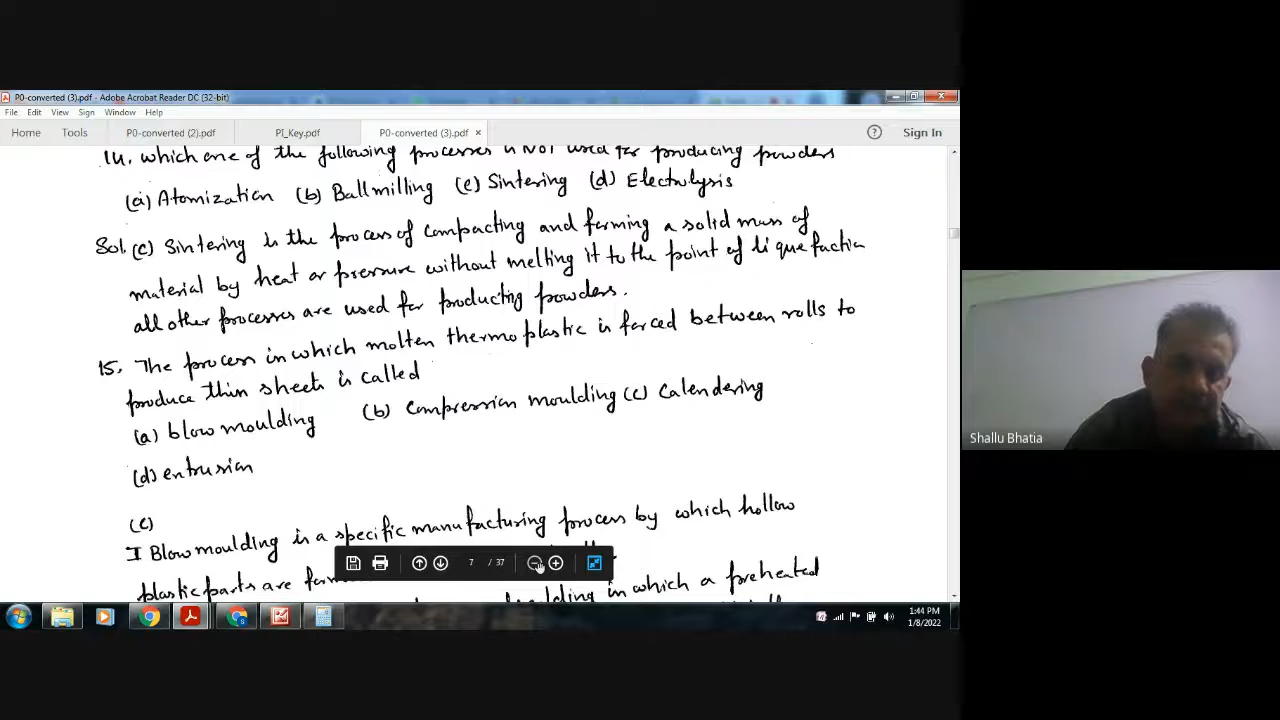 P0-converted (3).pdf - Adobe Acrobat Reader DC (32-bit)
File Edit View Sign Window Help
Home Tools P0-converted (2).pdf PI_Key.pdf P0-converted (3).pdf × ? Sign In
14. which one of the following processes is NOT used for producing powders
(a) Atomization (b) Ball milling (c) Sintering (d) Electrolysis
Sol. (c) Sintering is the process of compacting and forming a solid mass of
material by heat or pressure without melting it to the point of liquefaction
all other processes are used for producting powders.
15. The process in which molten thermoplastic is forced between rolls to
produce thin sheets is called
(a) blow moulding (b) compression moulding (c) calendering
(d) entrusian
(c)
I Blow moulding is a specific manufacturing process by which hollow
plastic parts are
in which a preheated
7 / 37
Shallu Bhatia
1:44 PM
1/8/2022